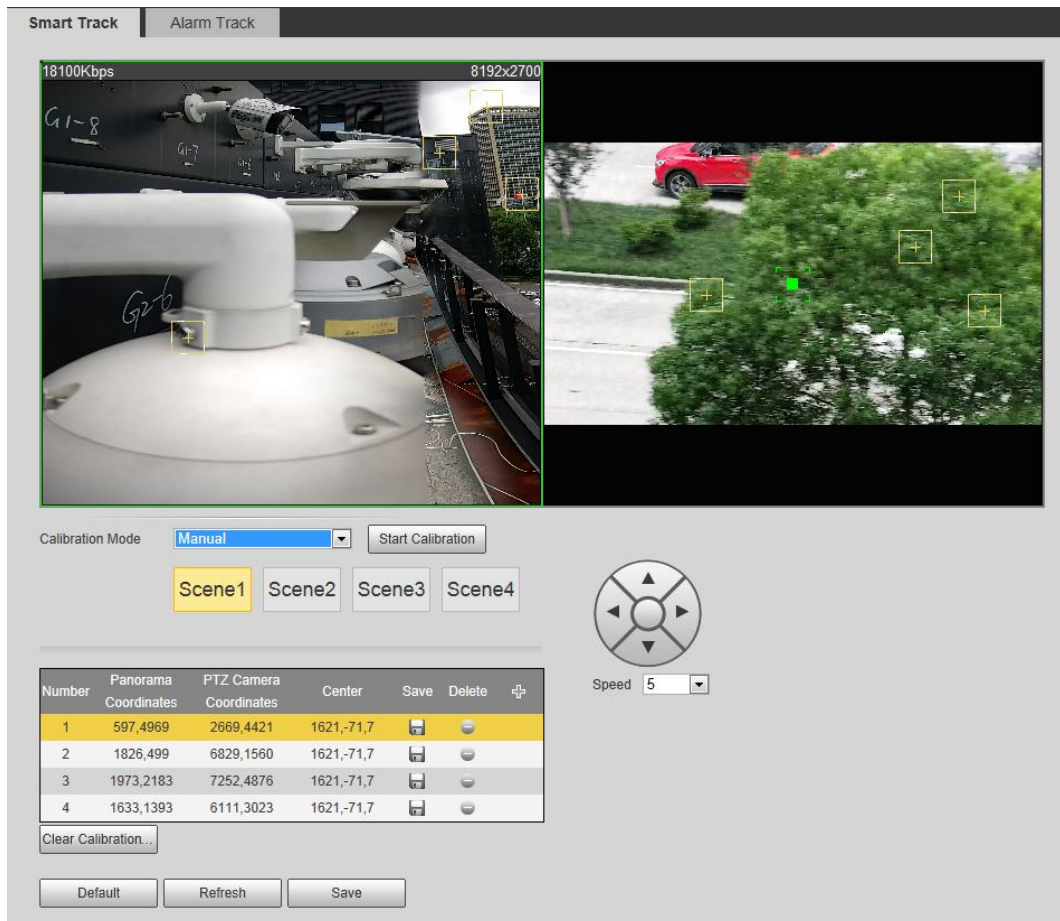 Smart Track
Alarm Track
18100Kbps
8192x2700
G1-8
G1-7
G2-6
Calibration Mode
Manual
Start Calibration
Scene1
Scene2
Scene3
Scene4
Speed
5
Number Panorama Coordinates PTZ Camera Coordinates Center Save Delete
1 597,4969 2669,4421 1621,-71,7
2 1826,499 6829,1560 1621,-71,7
3 1973,2183 7252,4876 1621,-71,7
4 1633,1393 6111,3023 1621,-71,7
Clear Calibration...
Default
Refresh
Save